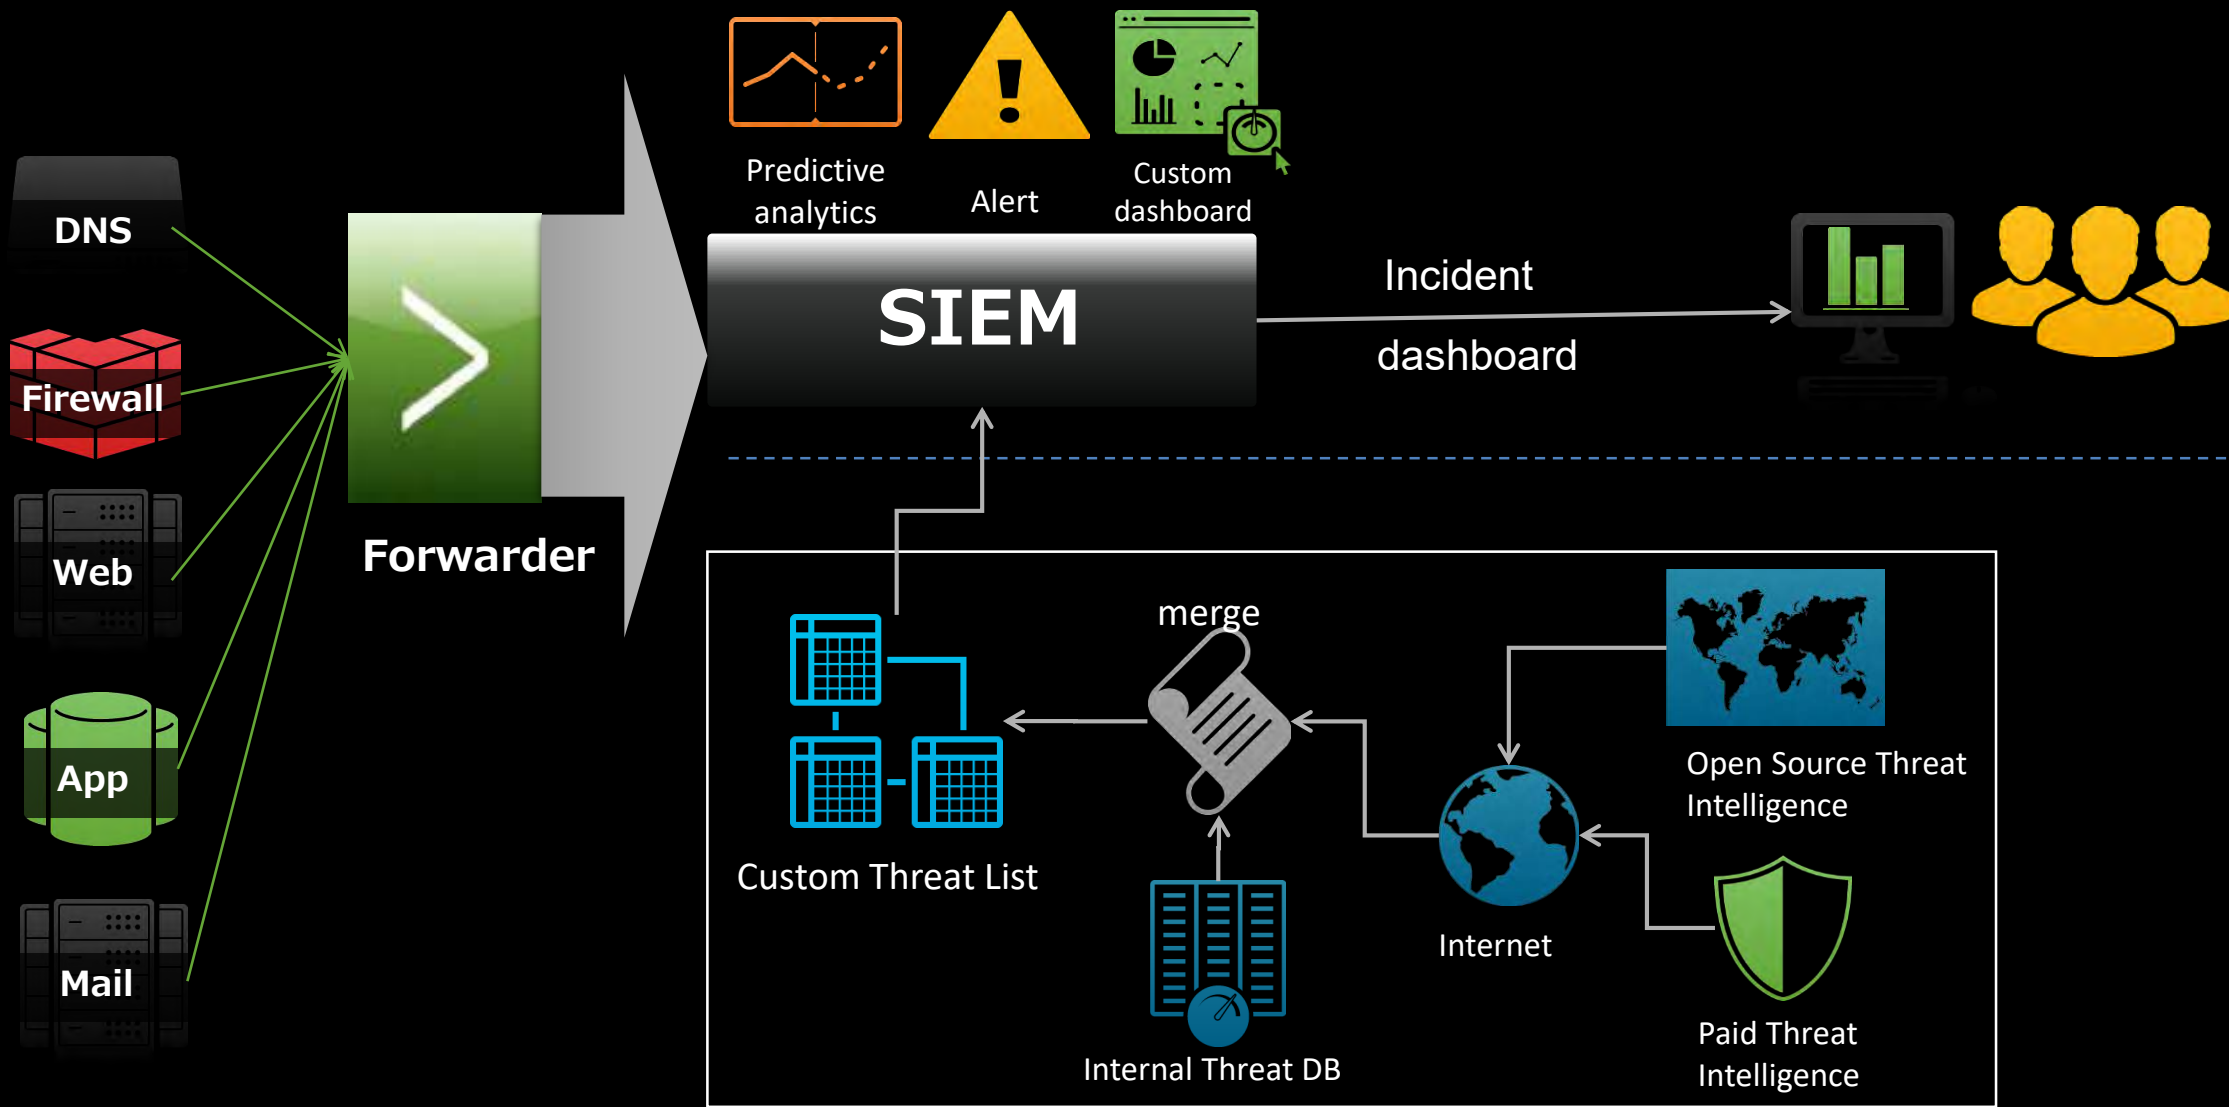 Predictive
analytics
Alert
Custom
dashboard
DNS
Firewall
Web
App
Mail
Forwarder
SIEM
Incident
dashboard
merge
Custom Threat List
Internal Threat DB
Internet
Open Source Threat
Intelligence
Paid Threat
Intelligence